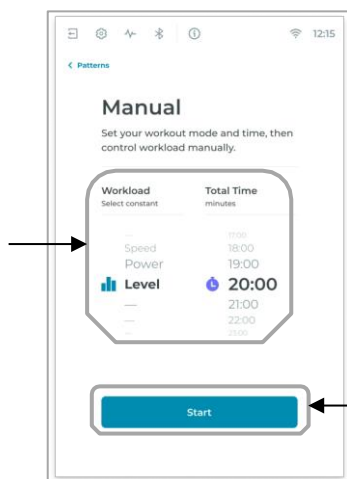 12:15
Patterns
Manual
Set your workout mode and time, then
control workload manually.
Workload Total Time
Select constant minutes
— 17:00
Speed 18:00
Power 19:00
Level 20:00
— 21:00
— 22:00
— 23:00
Start